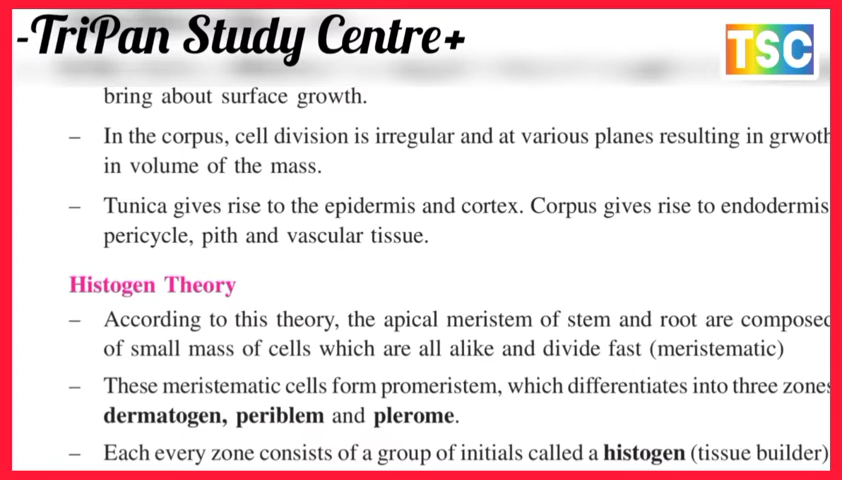 -TriPan Study Centre+
TSC
bring about surface growth.
– In the corpus, cell division is irregular and at various planes resulting in grwoth
in volume of the mass.
– Tunica gives rise to the epidermis and cortex. Corpus gives rise to endodermis
pericycle, pith and vascular tissue.
Histogen Theory
– According to this theory, the apical meristem of stem and root are composed
of small mass of cells which are all alike and divide fast (meristematic)
– These meristematic cells form promeristem, which differentiates into three zones
dermatogen, periblem and plerome.
– Each every zone consists of a group of initials called a histogen (tissue builder)